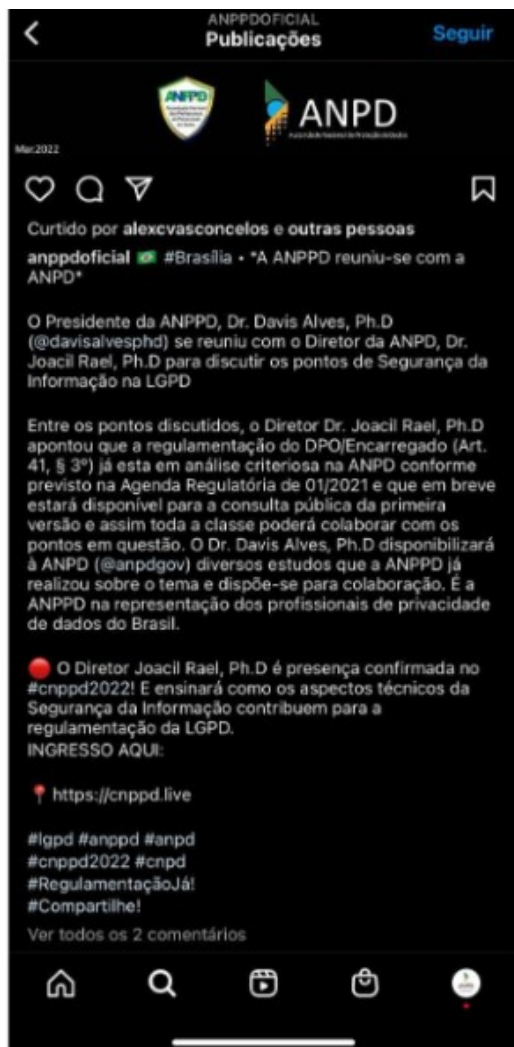 ANPPDOFICIAL
Publicações
Seguir
ANPPD
ANPD
Autoridade Nacional de Proteção de Dados
Mar.2022
Curtido por alexcvasconcelos e outras pessoas
anppdoficial 🇧🇷 #Brasília • *A ANPPD reuniu-se com a
ANPD*
O Presidente da ANPPD, Dr. Davis Alves, Ph.D
(@davisalvesphd) se reuniu com o Diretor da ANPD, Dr.
Joacil Rael, Ph.D para discutir os pontos de Segurança da
Informação na LGPD
Entre os pontos discutidos, o Diretor Dr. Joacil Rael, Ph.D
apontou que a regulamentação do DPO/Encarregado (Art.
41, § 3º) já esta em análise criteriosa na ANPD conforme
previsto na Agenda Regulatória de 01/2021 e que em breve
estará disponível para a consulta pública da primeira
versão e assim toda a classe poderá colaborar com os
pontos em questão. O Dr. Davis Alves, Ph.D disponibilizará
à ANPD (@anpdgov) diversos estudos que a ANPPD já
realizou sobre o tema e dispõe-se para colaboração. É a
ANPPD na representação dos profissionais de privacidade
de dados do Brasil.
🔴 O Diretor Joacil Rael, Ph.D é presença confirmada no
#cnppd2022! E ensinará como os aspectos técnicos da
Segurança da Informação contribuem para a
regulamentação da LGPD.
INGRESSO AQUI:
📍 https://cnppd.live
#lgpd #anppd #anpd
#cnppd2022 #cnpd
#RegulamentaçãoJá!
#Compartilhe!
Ver todos os 2 comentários